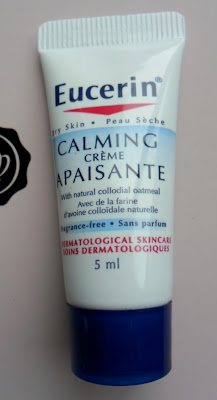 Eucerin®
Dry Skin • Peau Sèche
CALMING
CRÈME
APAISANTE
With natural collodial oatmeal
Avec de la farine
d'avoine colloïdale naturelle
Fragrance-free • Sans parfum
DERMATOLOGICAL SKINCARE
SOINS DERMATOLOGIQUES
5 ml